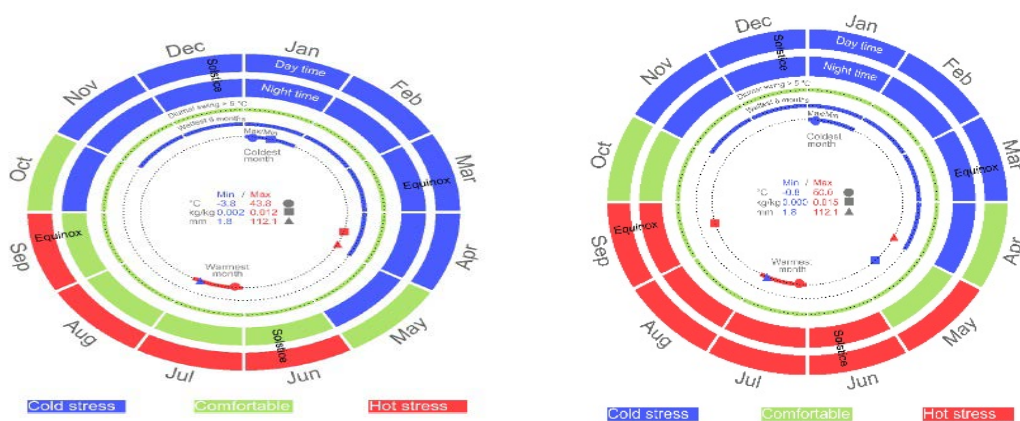 Dec Jan
Nov Feb
Oct Mar
Sep Apr
Aug May
Jul Jun
Solstice
Day time
Night time
Diurnal swing > 5 °C
Wettest 6 months
Max/Min
Coldest
month
Equinox
Min / Max
°C -3.8 43.8
kg/kg 0.002 0.012
mm 1.8 112.1
Equinox
Warmest
month
Solstice
Cold stress Comfortable Hot stress
Dec Jan
Nov Feb
Oct Mar
Sep Apr
Aug May
Jul Jun
Solstice
Day time
Night time
Diurnal swing > 5 °C
Wettest 6 months
Max/Min
Coldest
month
Equinox
Min / Max
°C -0.8 50.0
kg/kg 0.000 0.015
mm 1.8 112.1
Equinox
Warmest
month
Solstice
Cold stress Comfortable Hot stress